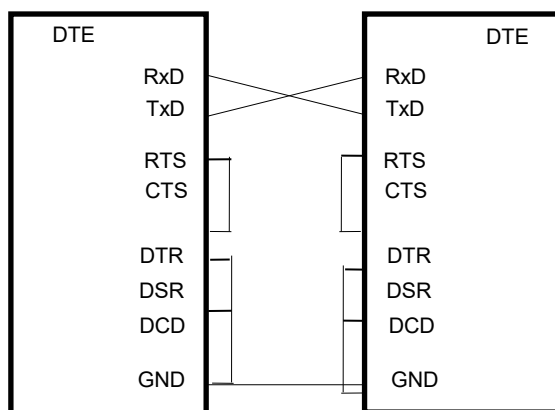 DTE
RxD
TxD
RTS
CTS
DTR
DSR
DCD
GND
DTE
RxD
TxD
RTS
CTS
DTR
DSR
DCD
GND